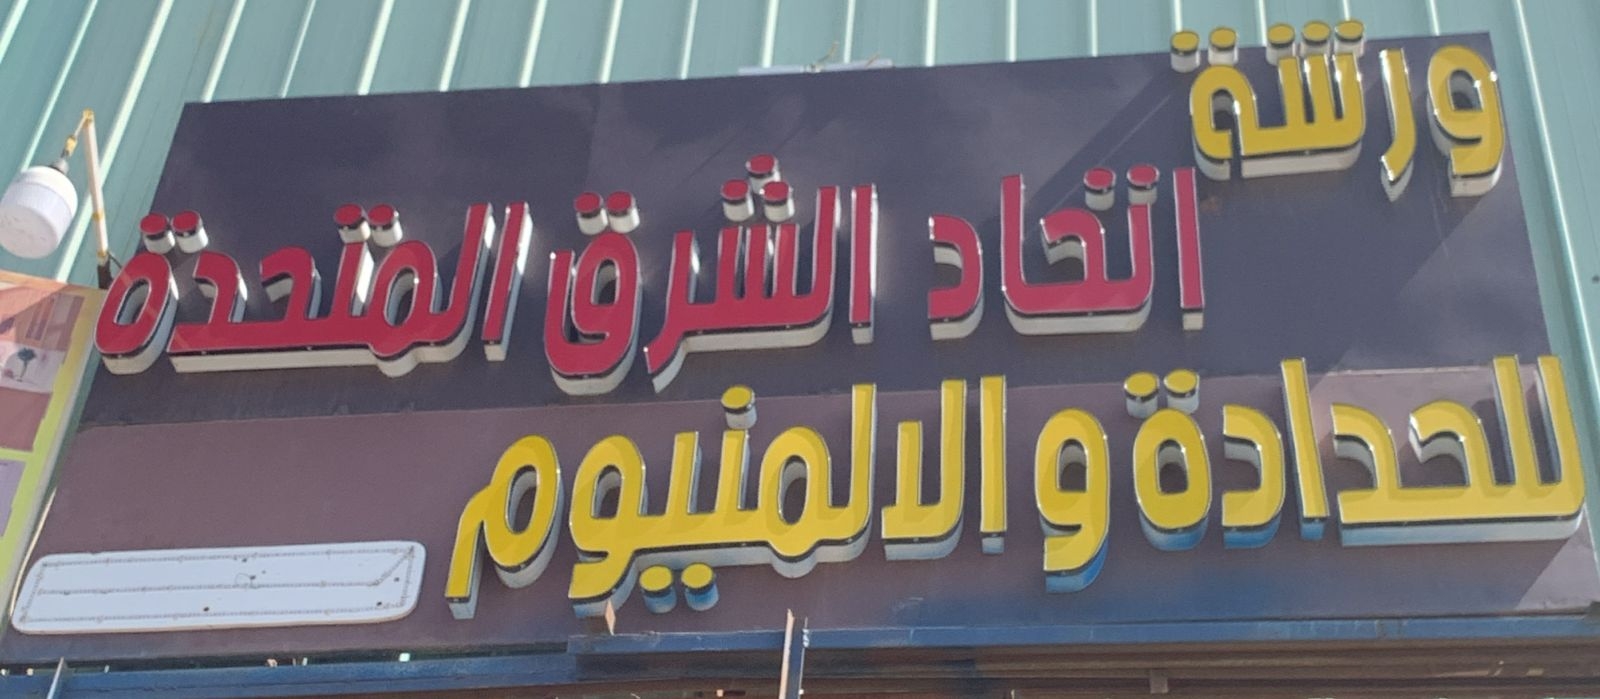 ورشة
اتحاد الشرق المتحدة
للحدادة و الالمنيوم